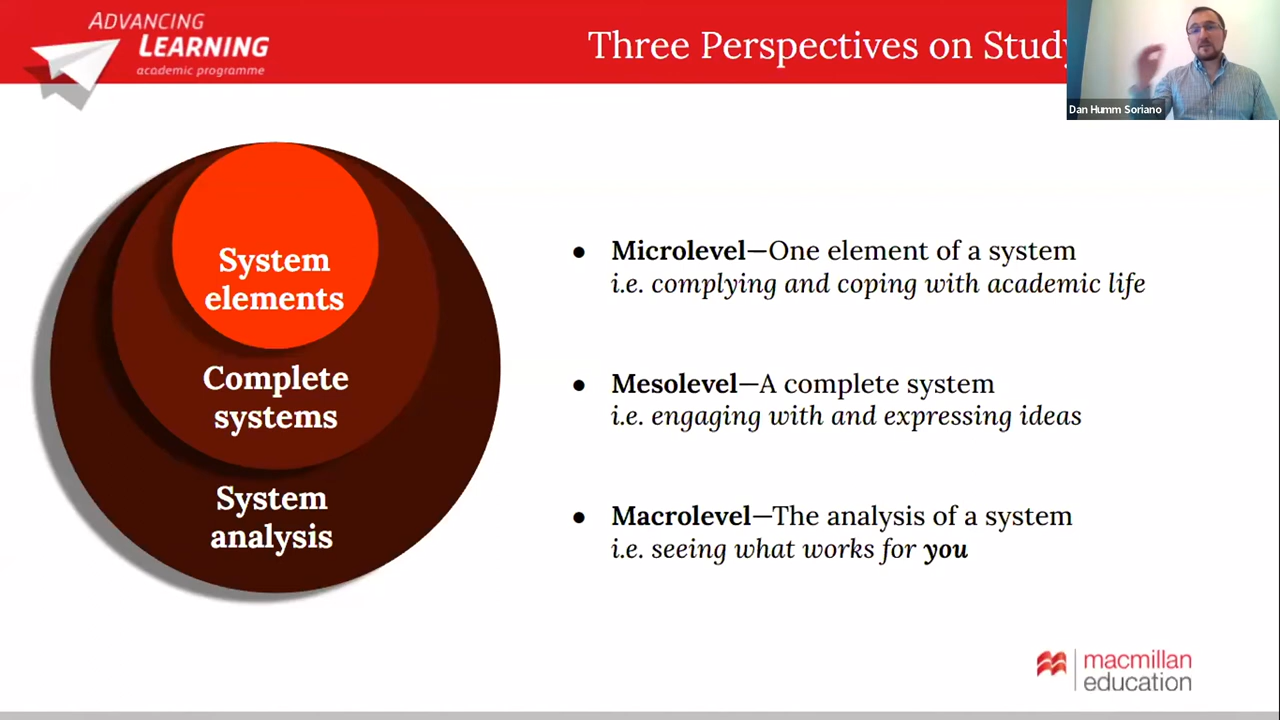 ADVANCING
LEARNING
academic programme
Three Perspectives on Study
Dan Humm Soriano
System
elements
Complete
systems
System
analysis
● Microlevel—One element of a system
i.e. complying and coping with academic life
● Mesolevel—A complete system
i.e. engaging with and expressing ideas
● Macrolevel—The analysis of a system
i.e. seeing what works for you
macmillan
education